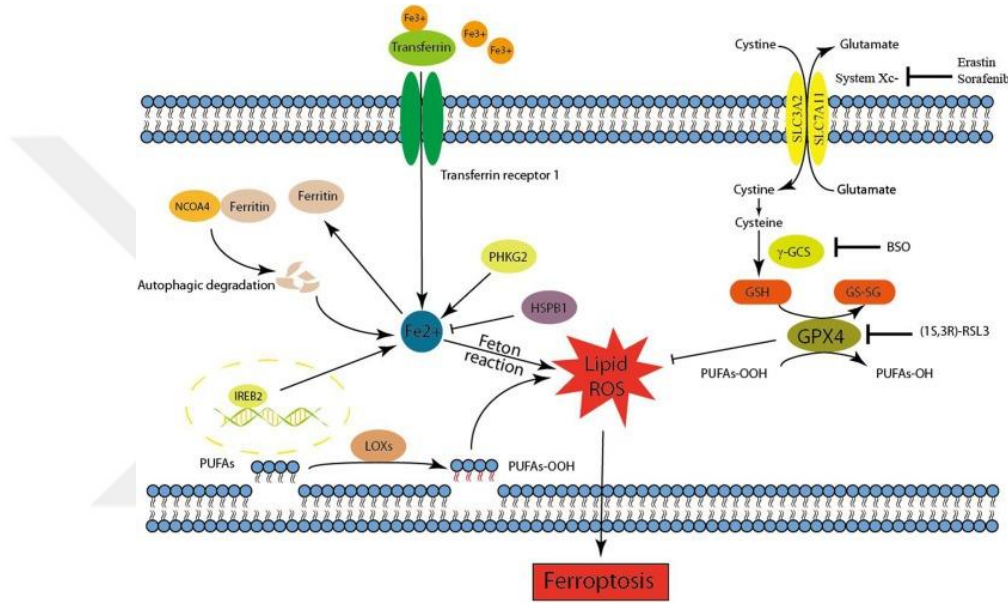 Fe3+
Fe3+
Fe3+
Transferrin
Transferrin receptor 1
Cystine
Glutamate
System Xc-
Erastin
Sorafenib
SLC3A2
SLC7A11
Cystine
Glutamate
Cysteine
γ-GCS
BSO
GSH
GS-SG
GPX4
(1S,3R)-RSL3
PUFAs-OOH
PUFAs-OH
NCOA4
Ferritin
Ferritin
Autophagic degradation
PHKG2
HSPB1
Fe2+
Feton
reaction
Lipid
ROS
IREB2
LOXs
PUFAs
PUFAs-OOH
Ferroptosis